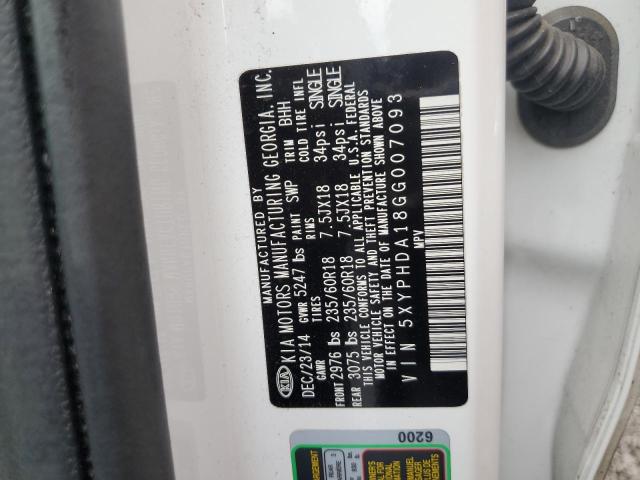 MANUFACTURED BY
KIA KIA MOTORS MANUFACTURING GEORGIA, INC.
DEC/23/14 GVWR 5247 lbs PAINT SWP TRIM BHH
GAWR TIRES RIMS COLD TIRE INFL
FRONT 2976 lbs 235/60R18 7.5JX18 34psi SINGLE
REAR 3075 lbs 235/60R18 7.5JX18 34psi SINGLE
THIS VEHICLE CONFORMS TO ALL APPLICABLE U.S.A. FEDERAL
MOTOR VEHICLE SAFETY AND THEFT PREVENTION STANDARDS
IN EFFECT ON THE DATE OF MANUFACTURE SHOWN ABOVE
VIN 5XYPHDA18GG007093
MPV
6200
REAR